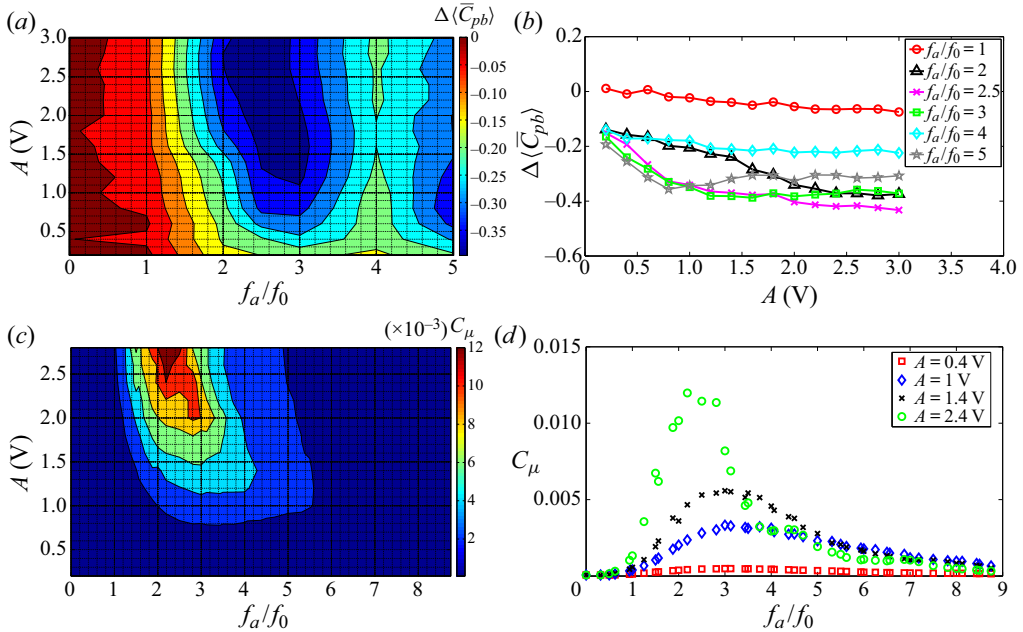 (a)
Δ⟨C̅pb⟩
A (V)
3.0
2.5
2.0
1.5
1.0
0.5
0 1 2 3 4 5
fa/f0
0
−0.05
−0.10
−0.15
−0.20
−0.25
−0.30
−0.35
(b)
Δ⟨C̅pb⟩
0.2
0
−0.2
−0.4
−0.6
0 0.5 1.0 1.5 2.0 2.5 3.0 3.5 4.0
A (V)
fa/f0 = 1
fa/f0 = 2
fa/f0 = 2.5
fa/f0 = 3
fa/f0 = 4
fa/f0 = 5
(c)
(×10−3) Cμ
A (V)
2.5
2.0
1.5
1.0
0.5
0 1 2 3 4 5 6 7 8
fa/f0
12
10
8
6
4
2
(d)
Cμ
0.015
0.010
0.005
0 1 2 3 4 5 6 7 8 9
fa/f0
A = 0.4 V
A = 1 V
A = 1.4 V
A = 2.4 V